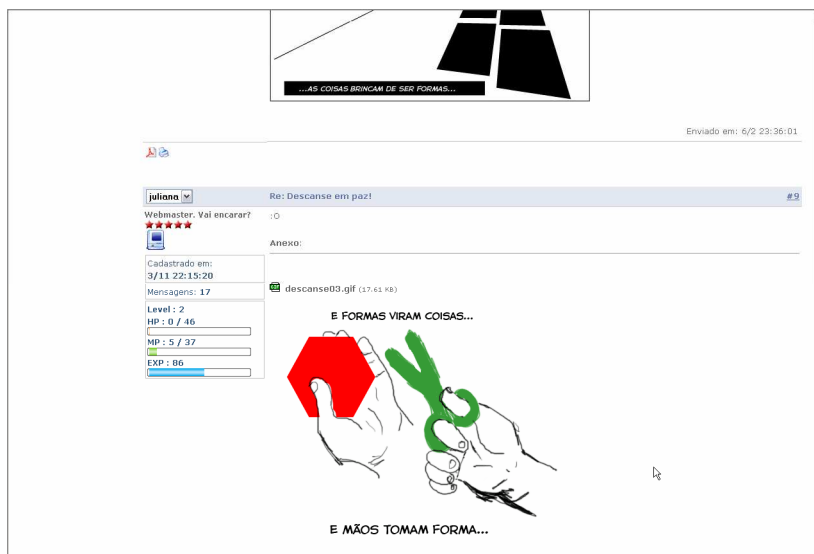 ...AS COISAS BRINCAM DE SER FORMAS...
Enviado em: 6/2 23:36:01
juliana
Re: Descanse em paz!
#9
Webmaster. Vai encarar?
:O
Anexo:
Cadastrado em:
3/11 22:15:20
Mensagens: 17
descanse03.gif (17.61 KB)
Level : 2
HP : 0 / 46
MP : 5 / 37
EXP : 86
E FORMAS VIRAM COISAS...
E MÃOS TOMAM FORMA...